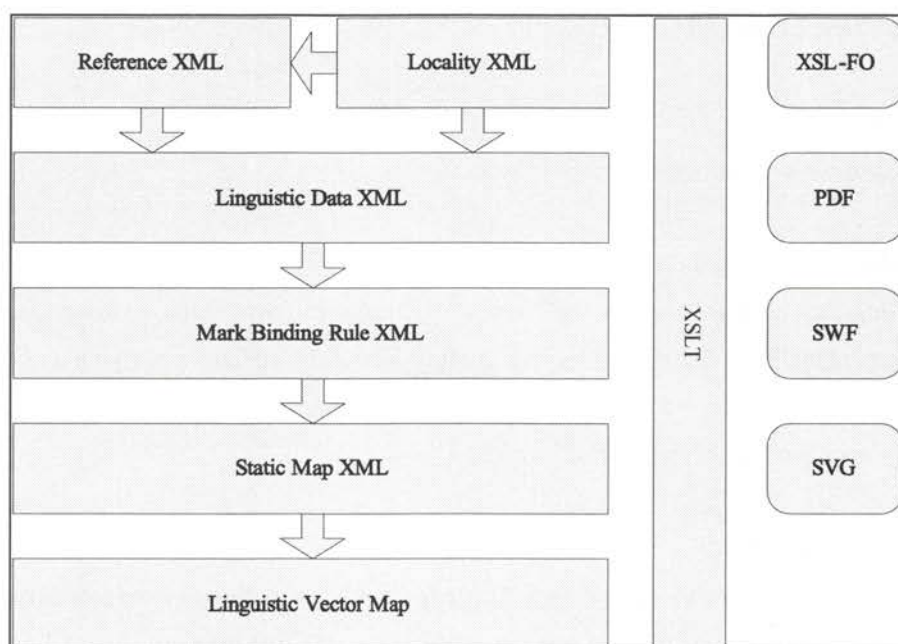 Reference XML
Locality XML
XSL-FO
Linguistic Data XML
PDF
Mark Binding Rule XML
XSLT
SWF
Static Map XML
SVG
Linguistic Vector Map